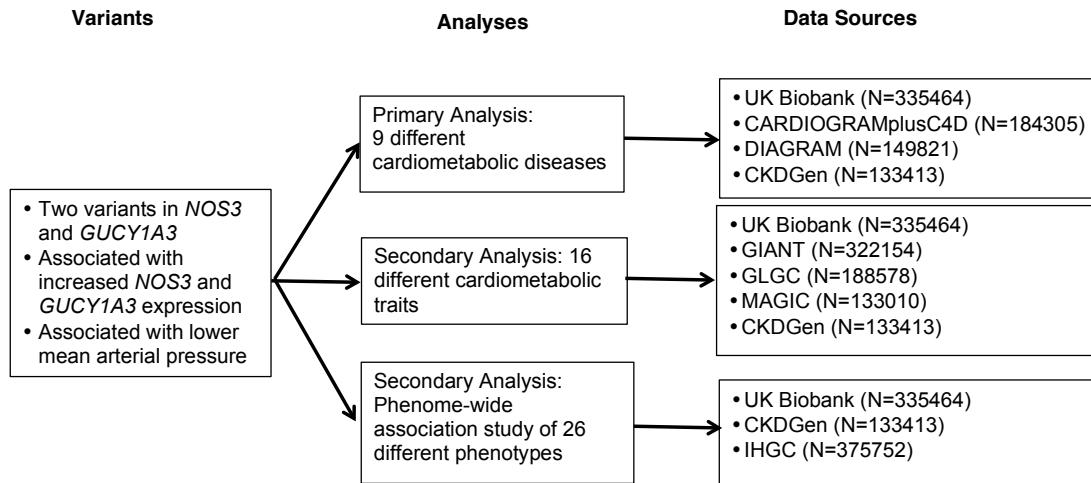 Variants
Analyses
Data Sources
• Two variants in NOS3
and GUCY1A3
• Associated with
increased NOS3 and
GUCY1A3 expression
• Associated with lower
mean arterial pressure
Primary Analysis:
9 different
cardiometabolic diseases
• UK Biobank (N=335464)
• CARDIOGRAMplusC4D (N=184305)
• DIAGRAM (N=149821)
• CKDGen (N=133413)
Secondary Analysis: 16
different cardiometabolic
traits
• UK Biobank (N=335464)
• GIANT (N=322154)
• GLGC (N=188578)
• MAGIC (N=133010)
• CKDGen (N=133413)
Secondary Analysis:
Phenome-wide
association study of 26
different phenotypes
• UK Biobank (N=335464)
• CKDGen (N=133413)
• IHGC (N=375752)